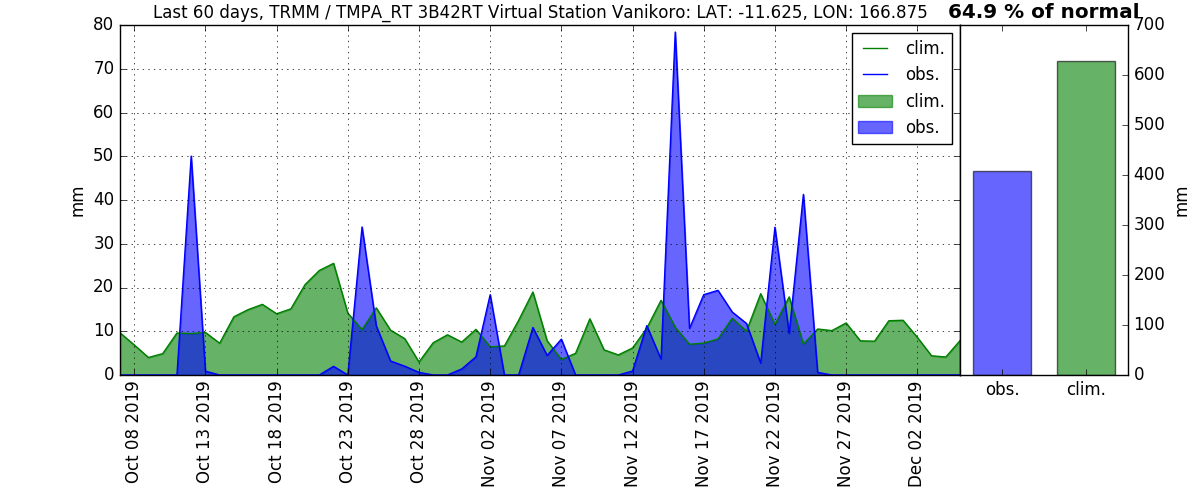 Last 60 days, TRMM / TMPA_RT 3B42RT Virtual Station Vanikoro: LAT: -11.625, LON: 166.875
64.9 % of normal
80
70
60
50
40
30
20
10
0
mm
clim.
obs.
clim.
obs.
Oct 08 2019
Oct 13 2019
Oct 18 2019
Oct 23 2019
Oct 28 2019
Nov 02 2019
Nov 07 2019
Nov 12 2019
Nov 17 2019
Nov 22 2019
Nov 27 2019
Dec 02 2019
700
600
500
400
300
200
100
0
mm
obs.
clim.